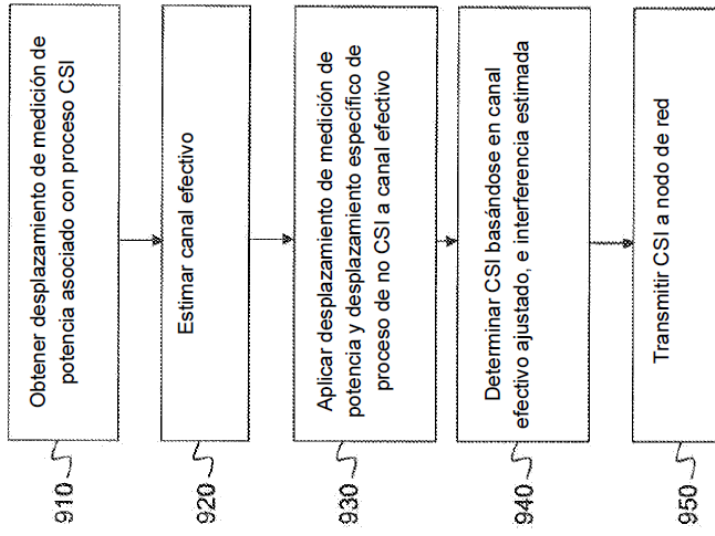 910
Obtener desplazamiento de medición de
potencia asociado con proceso CSI
920
Estimar canal efectivo
930
Aplicar desplazamiento de medición de
potencia y desplazamiento específico de
proceso de no CSI a canal efectivo
940
Determinar CSI basándose en canal
efectivo ajustado, e interferencia estimada
950
Transmitir CSI a nodo de red